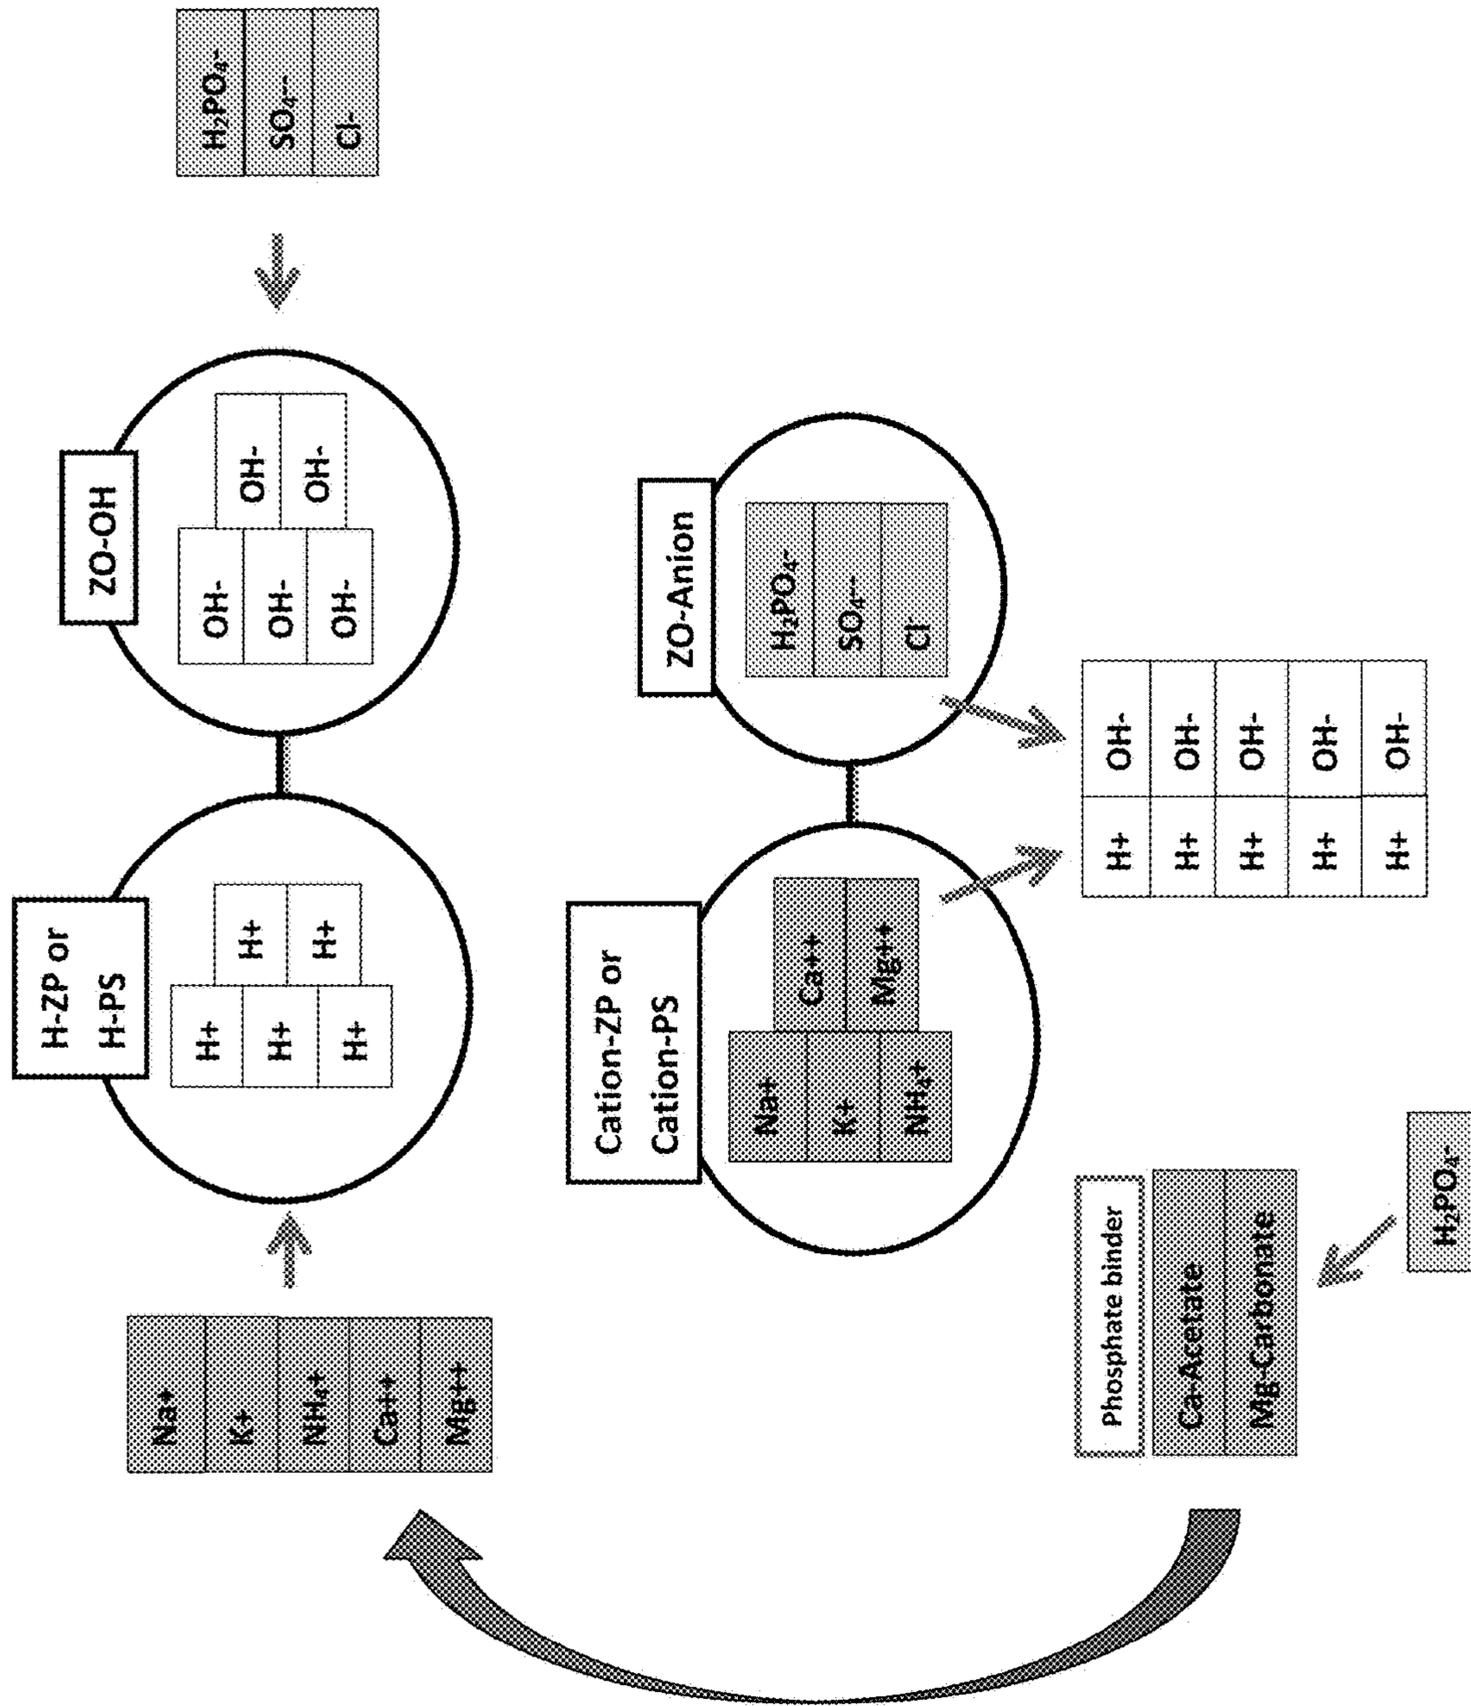 Na+
K+
NH₄+
Ca++
Mg++
H-ZP or
H-PS
H+
H+
H+
H+
H+
ZO-OH
OH-
OH-
OH-
OH-
OH-
H₂PO₄-
SO₄--
Cl-
Cation-ZP or
Cation-PS
Na+
K+
NH₄+
Ca++
Mg++
ZO-Anion
H₂PO₄-
SO₄--
Cl
Phosphate binder
Ca-Acetate
Mg-Carbonate
H₂PO₄-
H+ OH-
H+ OH-
H+ OH-
H+ OH-
H+ OH-